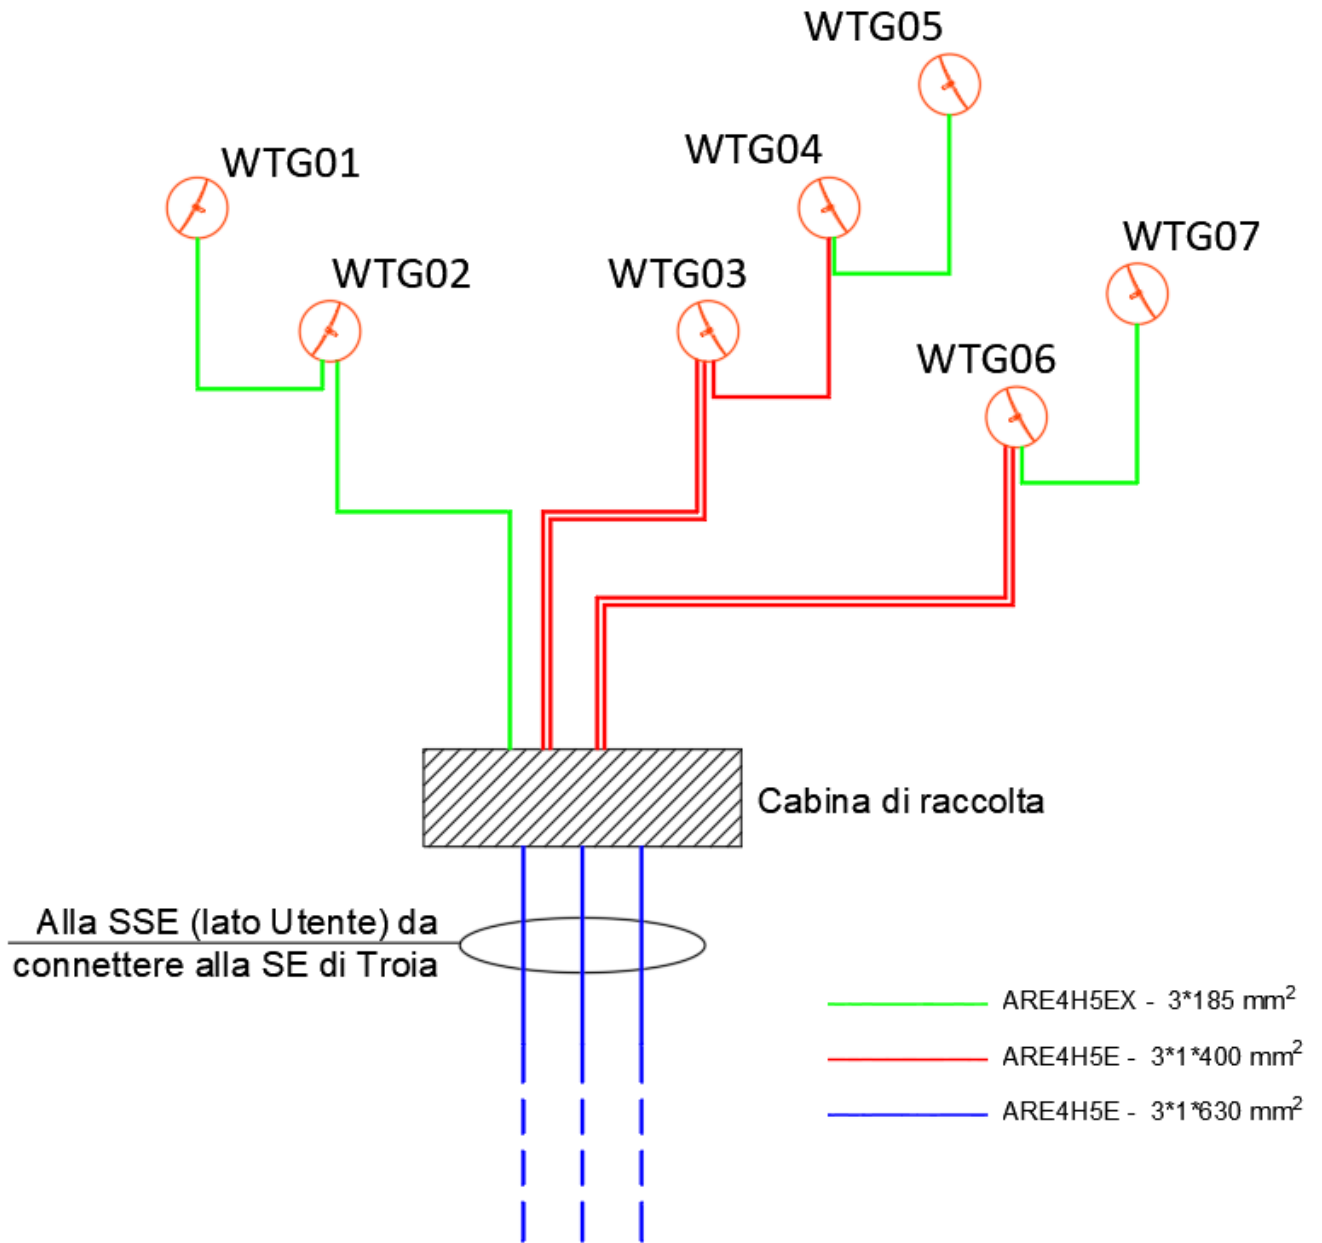 WTG05
WTG04
WTG01
WTG07
WTG02
WTG03
WTG06
Cabina di raccolta
Alla SSE (lato Utente) da
connettere alla SE di Troia
ARE4H5EX - 3*185 mm²
ARE4H5E - 3*1*400 mm²
ARE4H5E - 3*1*630 mm²